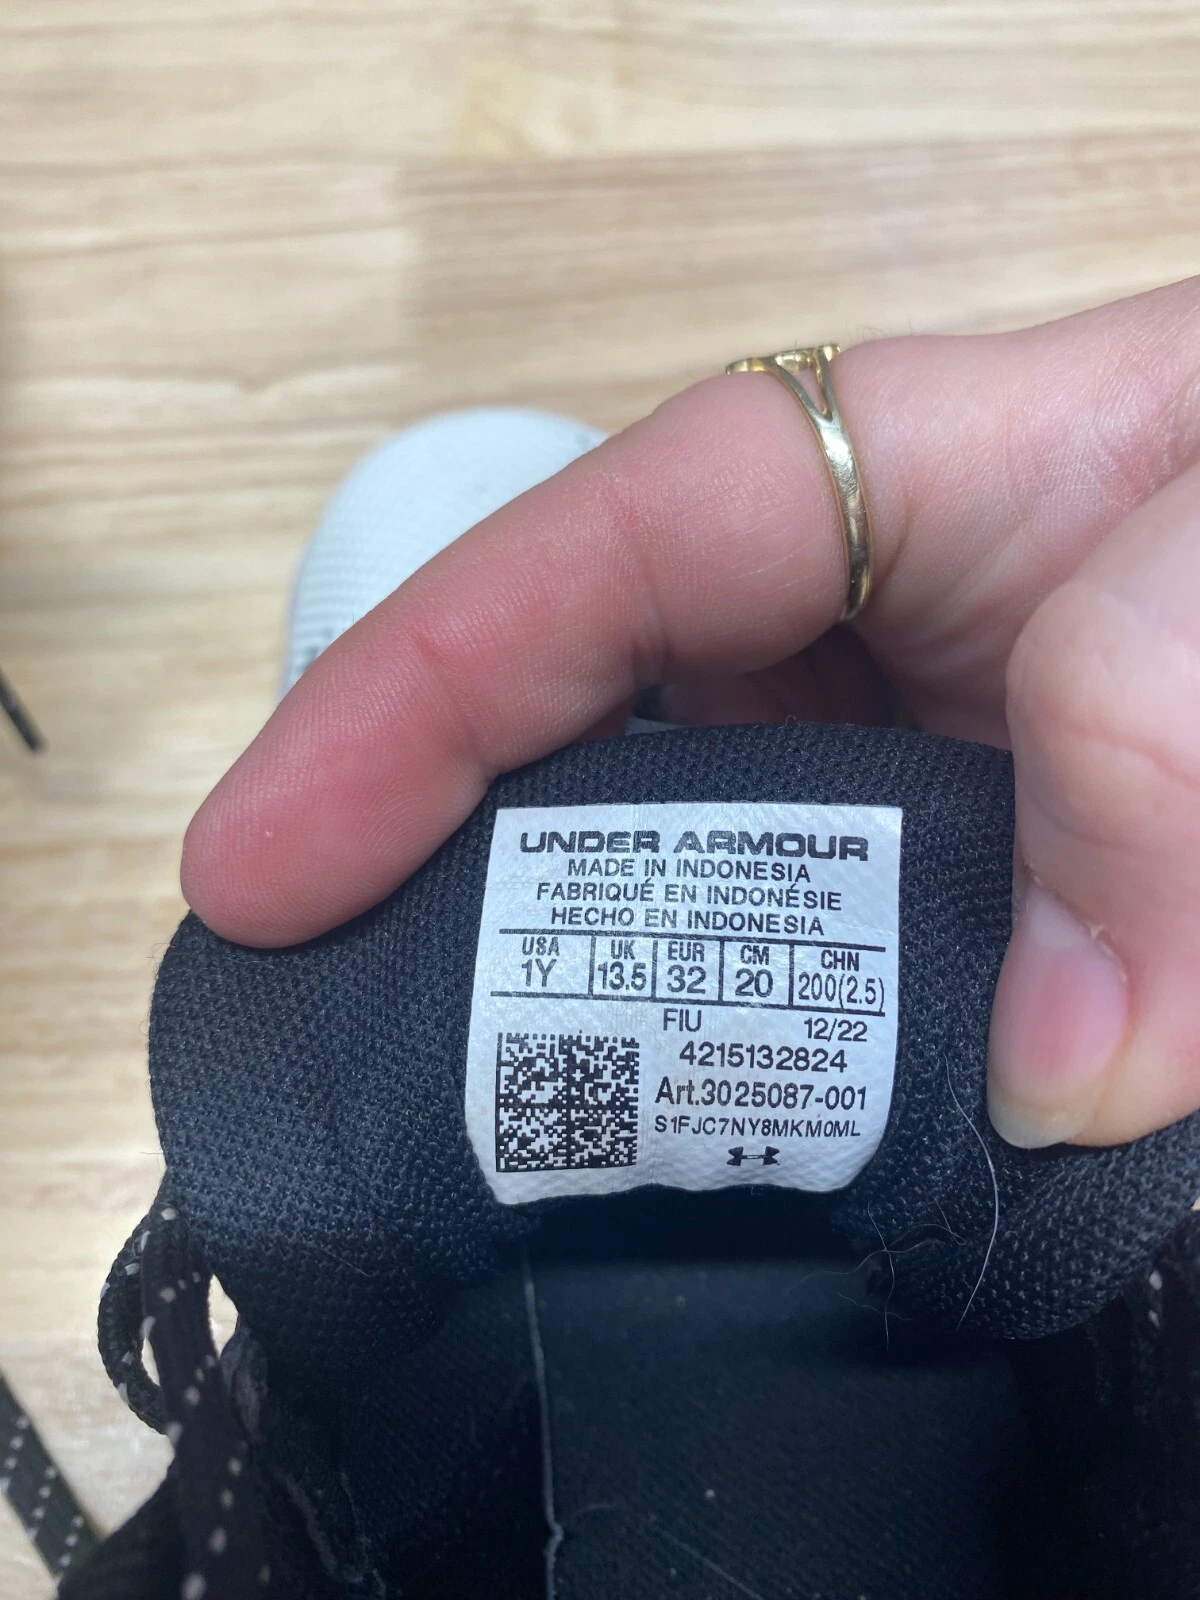 UNDER ARMOUR
MADE IN INDONESIA
FABRIQUÉ EN INDONÉSIE
HECHO EN INDONESIA
USA UK EUR CM CHN
1Y 13.5 32 20 200(2.5)
FIU 12/22
4215132824
Art.3025087-001
S1FJC7NY8MKM0ML